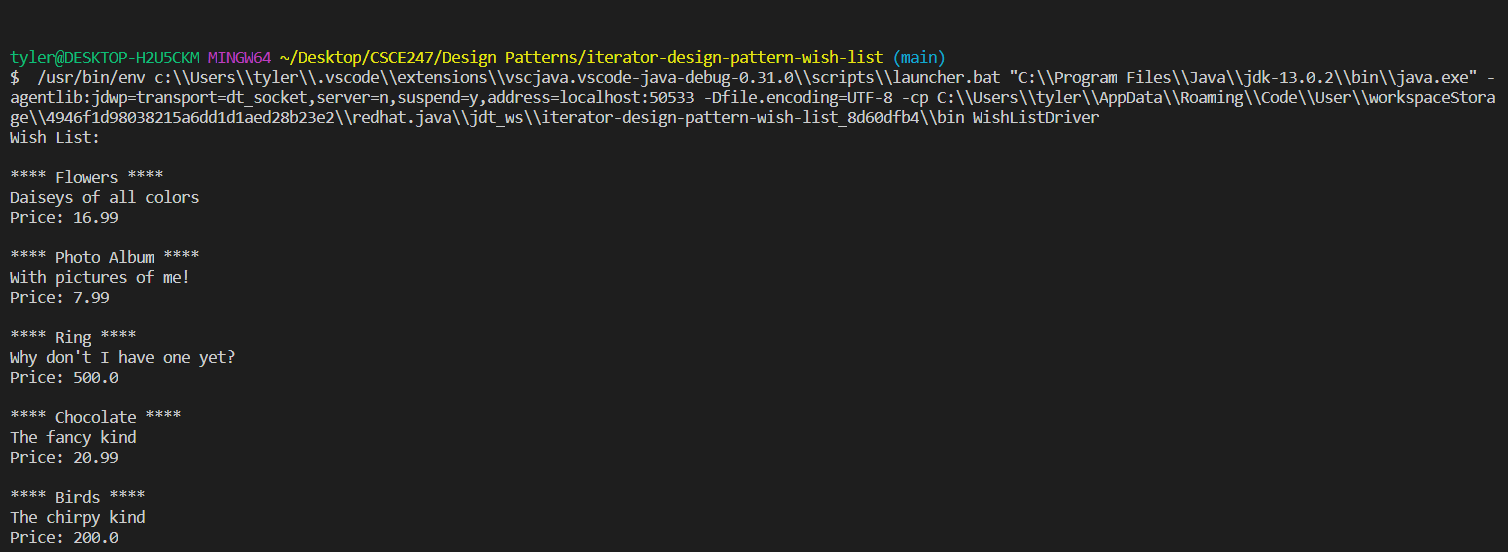 tyler@DESKTOP-H2U5CKM MINGW64 ~/Desktop/CSCE247/Design Patterns/iterator-design-pattern-wish-list (main)
$  /usr/bin/env c:\\Users\\tyler\\.vscode\\extensions\\vscjava.vscode-java-debug-0.31.0\\scripts\\launcher.bat "C:\\Program Files\\Java\\jdk-13.0.2\\bin\\java.exe" -
agentlib:jdwp=transport=dt_socket,server=n,suspend=y,address=localhost:50533 -Dfile.encoding=UTF-8 -cp C:\\Users\\tyler\\AppData\\Roaming\\Code\\User\\workspaceStora
ge\\4946f1d98038215a6dd1d1aed28b23e2\\redhat.java\\jdt_ws\\iterator-design-pattern-wish-list_8d60dfb4\\bin WishListDriver
Wish List:
**** Flowers ****
Daiseys of all colors
Price: 16.99
**** Photo Album ****
With pictures of me!
Price: 7.99
**** Ring ****
Why don't I have one yet?
Price: 500.0
**** Chocolate ****
The fancy kind
Price: 20.99
**** Birds ****
The chirpy kind
Price: 200.0